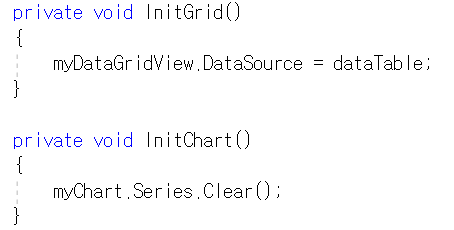 private void InitGrid()
{
myDataGridView.DataSource = dataTable;
}
private void InitChart()
{
myChart.Series.Clear();
}